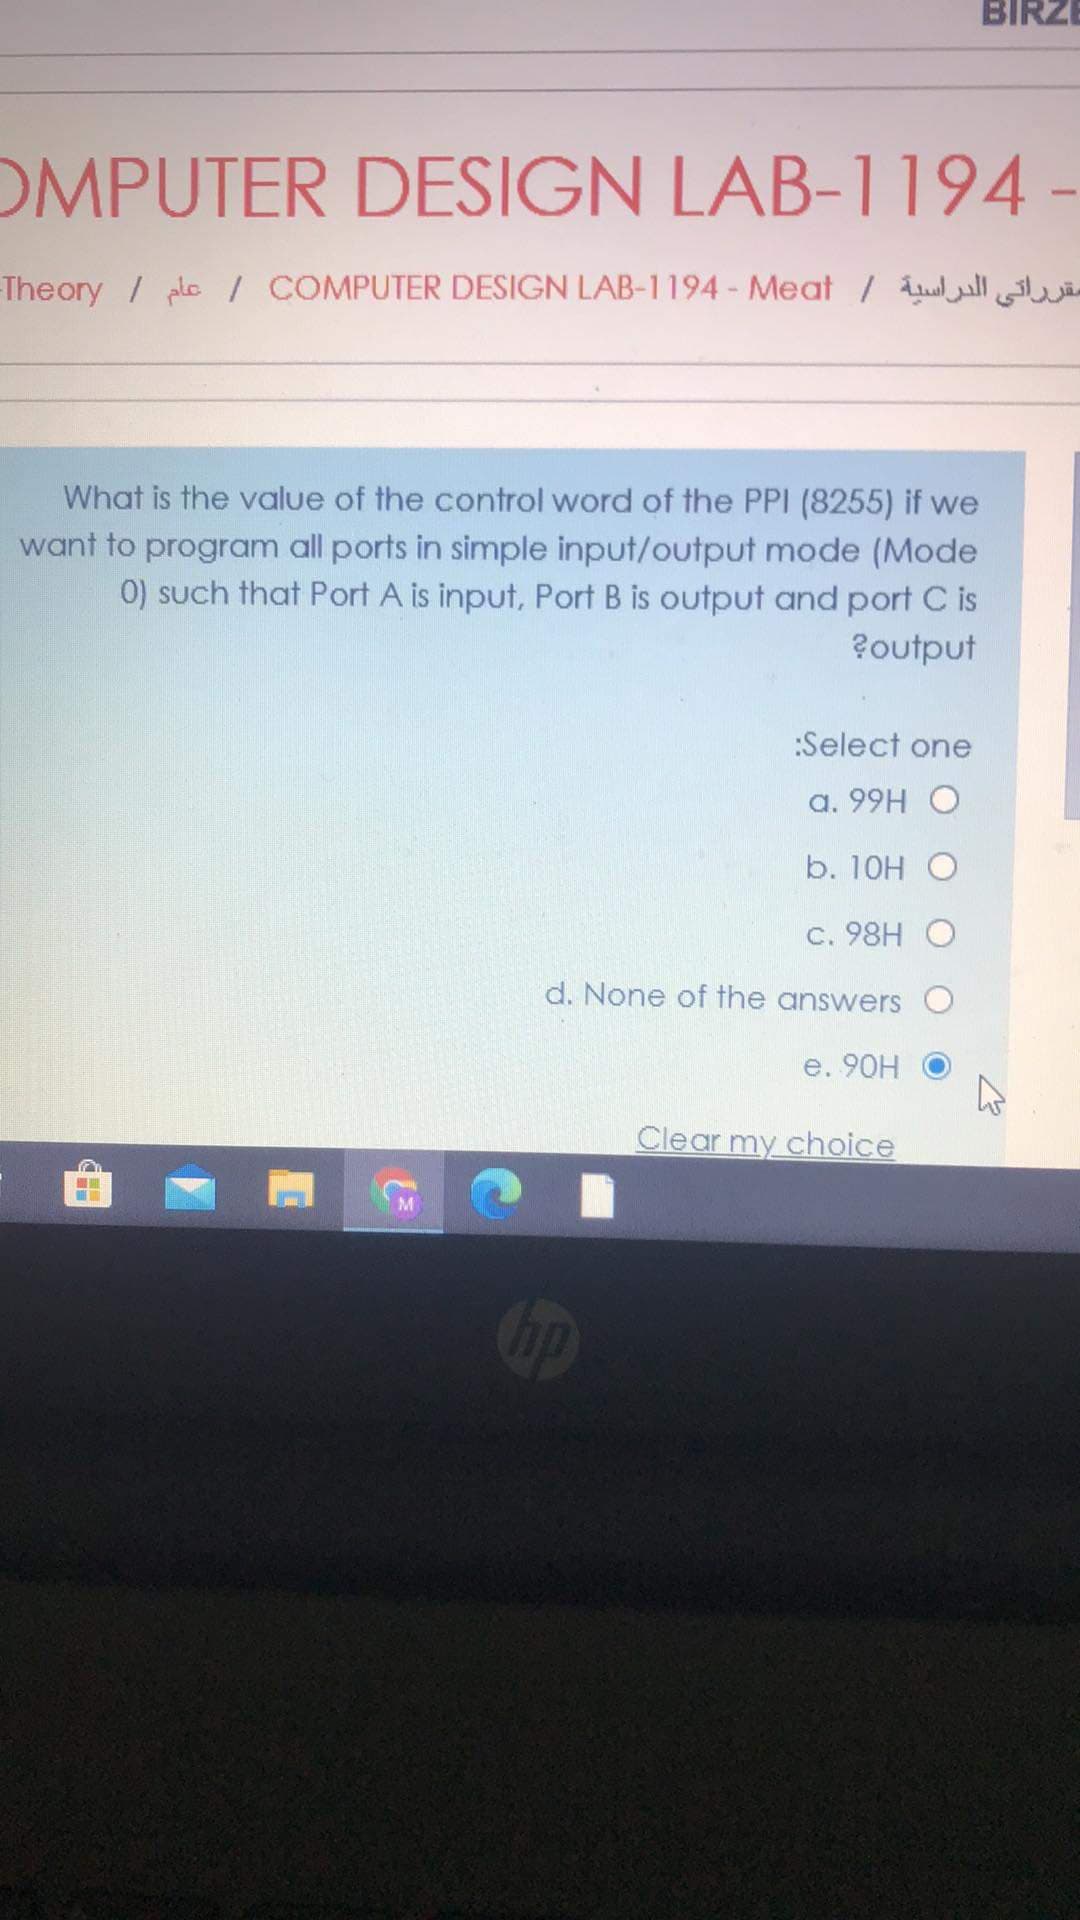 BIRZE
OMPUTER DESIGN LAB-1194 -
-Theory / عام / COMPUTER DESIGN LAB-1194 - Meat / مقرراتي الدراسية
What is the value of the control word of the PPI (8255) if we
want to program all ports in simple input/output mode (Mode
0) such that Port A is input, Port B is output and port C is
?output
:Select one
a. 99H
b. 10H
c. 98H
d. None of the answers
e. 90H
Clear my choice
M
hp